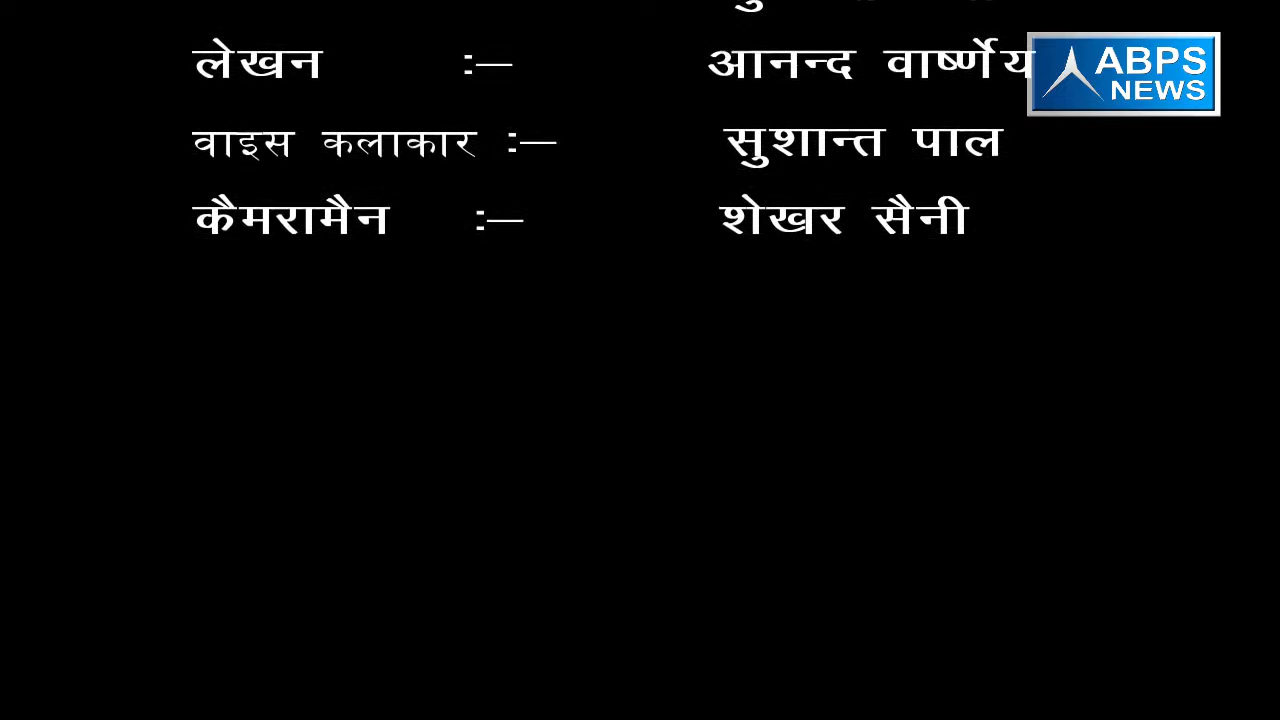 लेखन :— आनन्द वार्ष्णेय
ABPS
NEWS
वाइस कलाकार :— सुशान्त पाल
कैमरामैन :— शेखर सैनी